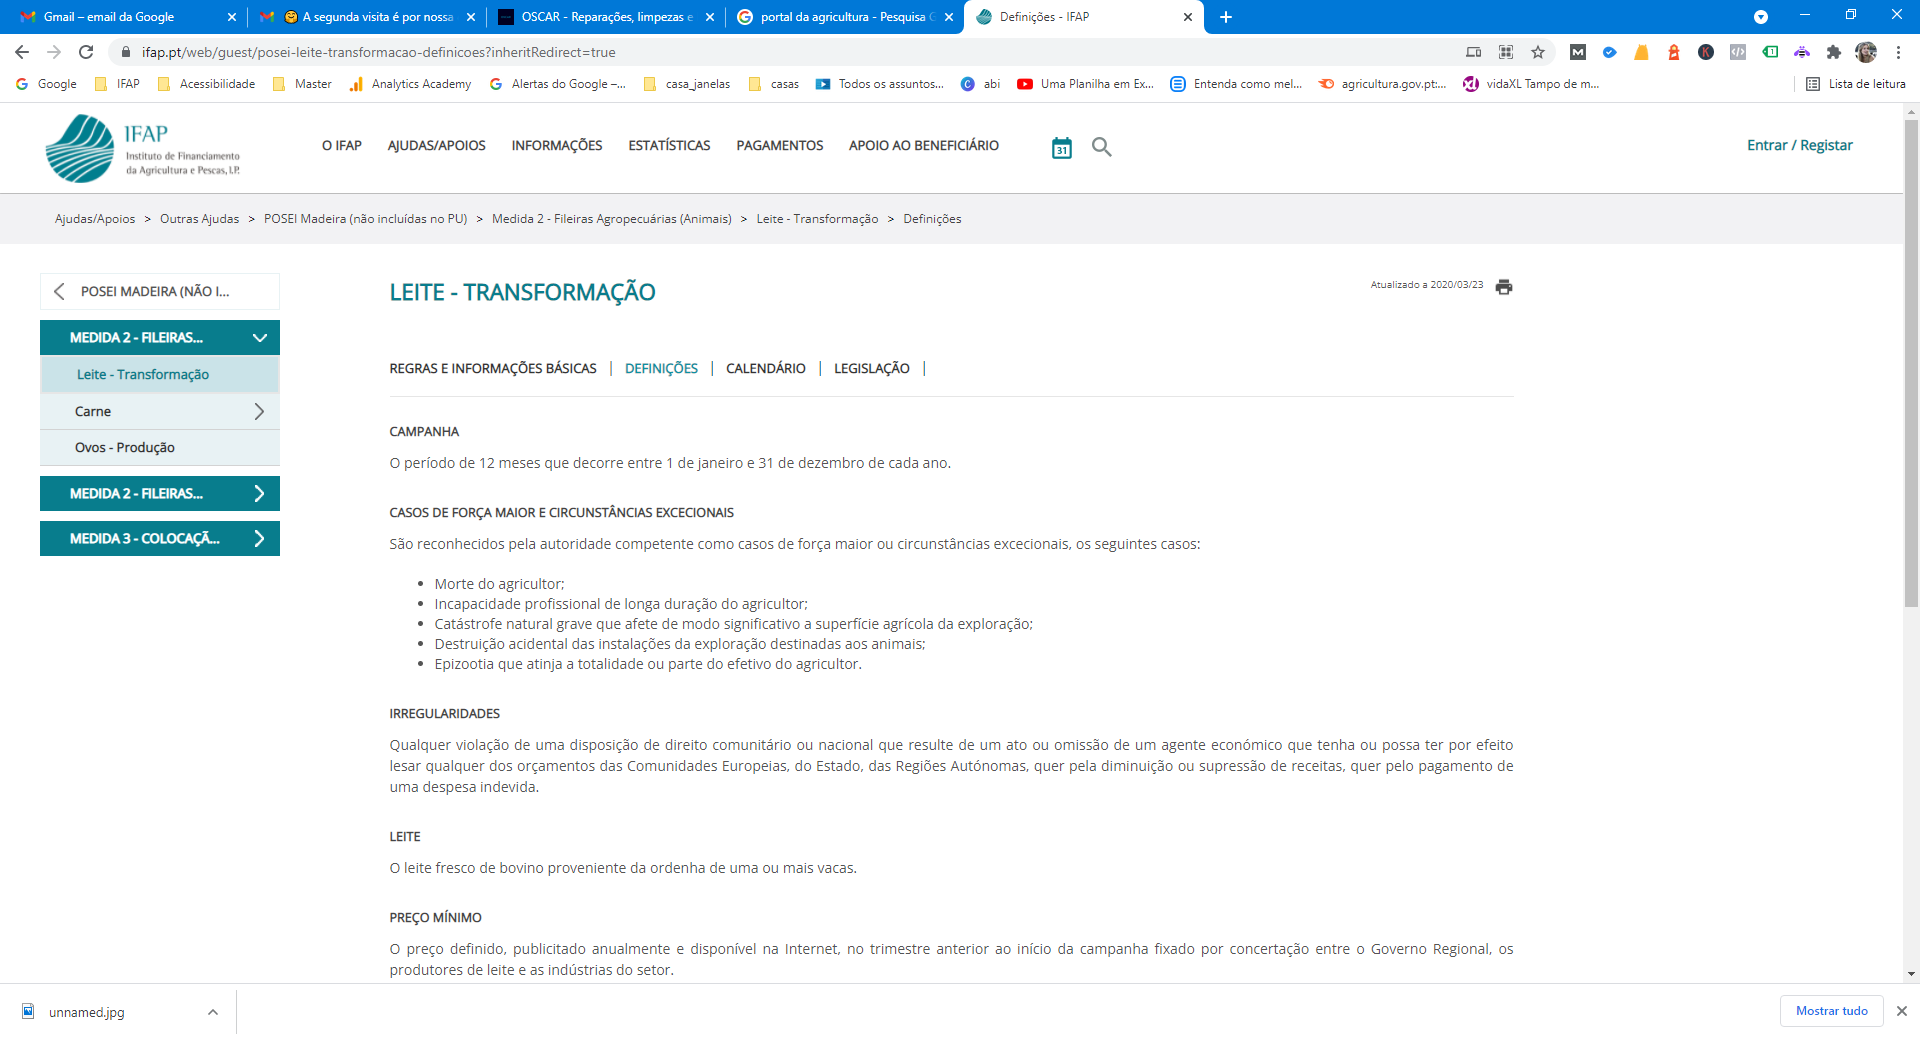 Gmail – email da Google
A segunda visita é por nossa
OSCAR - Reparações, limpezas e
portal da agricultura - Pesquisa G
Definições - IFAP
ifap.pt/web/guest/posei-leite-transformacao-definicoes?inheritRedirect=true
Google
IFAP
Acessibilidade
Master
Analytics Academy
Alertas do Google –...
casa_janelas
casas
Todos os assuntos...
abi
Uma Planilha em Ex...
Entenda como mel...
agricultura.gov.pt:...
vidaXL Tampo de m...
Lista de leitura
IFAP
Instituto de Financiamento
da Agricultura e Pescas, I.P.
O IFAP
AJUDAS/APOIOS
INFORMAÇÕES
ESTATÍSTICAS
PAGAMENTOS
APOIO AO BENEFICIÁRIO
31
Entrar / Registar
Ajudas/Apoios > Outras Ajudas > POSEI Madeira (não incluídas no PU) > Medida 2 - Fileiras Agropecuárias (Animais) > Leite - Transformação > Definições
POSEI MADEIRA (NÃO I...
MEDIDA 2 - FILEIRAS...
Leite - Transformação
Carne
Ovos - Produção
MEDIDA 2 - FILEIRAS...
MEDIDA 3 - COLOCAÇÃ...
LEITE - TRANSFORMAÇÃO
Atualizado a 2020/03/23
REGRAS E INFORMAÇÕES BÁSICAS | DEFINIÇÕES | CALENDÁRIO | LEGISLAÇÃO |
CAMPANHA
O período de 12 meses que decorre entre 1 de janeiro e 31 de dezembro de cada ano.
CASOS DE FORÇA MAIOR E CIRCUNSTÂNCIAS EXCECIONAIS
São reconhecidos pela autoridade competente como casos de força maior ou circunstâncias excecionais, os seguintes casos:
• Morte do agricultor;
• Incapacidade profissional de longa duração do agricultor;
• Catástrofe natural grave que afete de modo significativo a superfície agrícola da exploração;
• Destruição acidental das instalações da exploração destinadas aos animais;
• Epizootia que atinja a totalidade ou parte do efetivo do agricultor.
IRREGULARIDADES
Qualquer violação de uma disposição de direito comunitário ou nacional que resulte de um ato ou omissão de um agente económico que tenha ou possa ter por efeito
lesar qualquer dos orçamentos das Comunidades Europeias, do Estado, das Regiões Autónomas, quer pela diminuição ou supressão de receitas, quer pelo pagamento de
uma despesa indevida.
LEITE
O leite fresco de bovino proveniente da ordenha de uma ou mais vacas.
PREÇO MÍNIMO
O preço definido, publicitado anualmente e disponível na Internet, no trimestre anterior ao início da campanha fixado por concertação entre o Governo Regional, os
produtores de leite e as indústrias do setor.
unnamed.jpg
Mostrar tudo